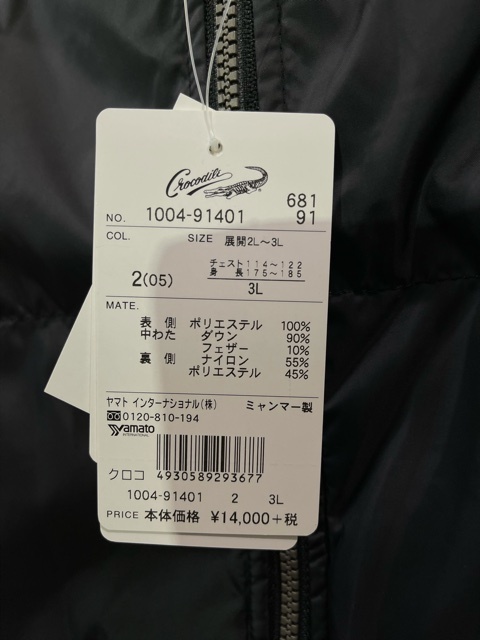 Crocodile
681
NO. 1004-91401 91
COL. SIZE 展開2L～3L
2(05) チェスト114～122
身 長175～185
3L
MATE.
表 側 ポリエステル 100%
中わた ダウン 90%
フェザー 10%
裏 側 ナイロン 55%
ポリエステル 45%
ヤマト インターナショナル(株) ミャンマー製
0120-810-194
Yamato
INTERNATIONAL
クロコ 4930589293677
1004-91401 2 3L
PRICE 本体価格 ¥14,000+税